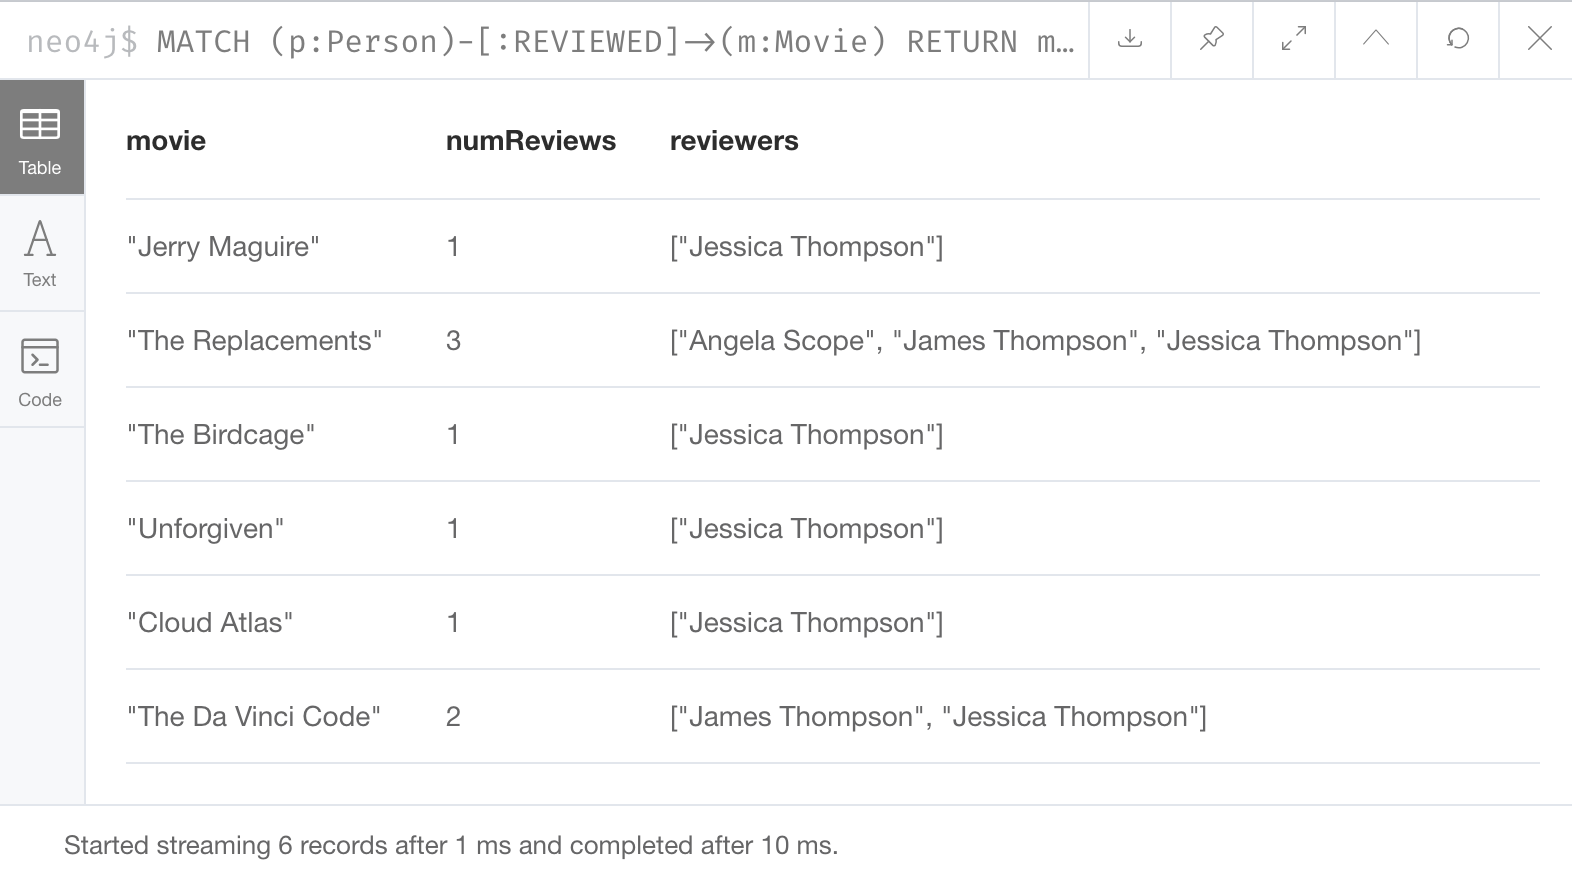 neo4j$ MATCH (p:Person)-[:REVIEWED]->(m:Movie) RETURN m…
Table
Text
Code
movie numReviews reviewers
"Jerry Maguire" 1 ["Jessica Thompson"]
"The Replacements" 3 ["Angela Scope", "James Thompson", "Jessica Thompson"]
"The Birdcage" 1 ["Jessica Thompson"]
"Unforgiven" 1 ["Jessica Thompson"]
"Cloud Atlas" 1 ["Jessica Thompson"]
"The Da Vinci Code" 2 ["James Thompson", "Jessica Thompson"]
Started streaming 6 records after 1 ms and completed after 10 ms.